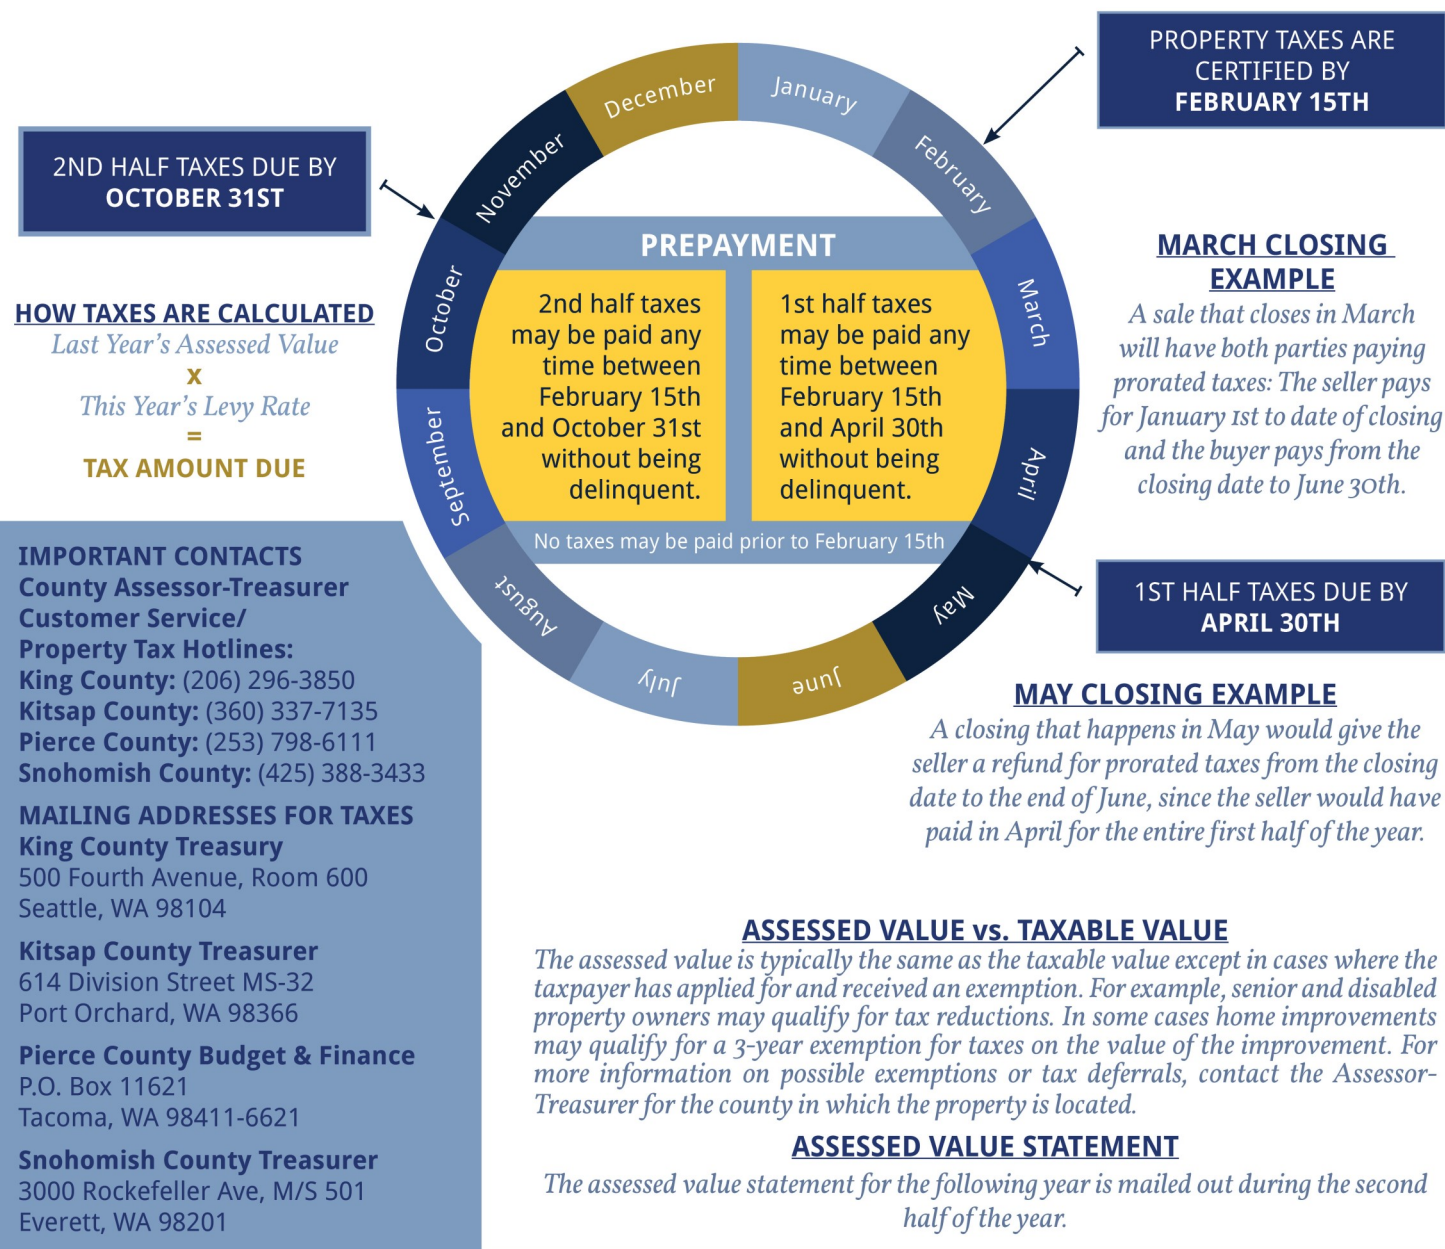 PROPERTY TAXES ARE
CERTIFIED BY
FEBRUARY 15TH
2ND HALF TAXES DUE BY
OCTOBER 31ST
January
February
March
April
May
June
July
August
September
October
November
December
PREPAYMENT
2nd half taxes
may be paid any
time between
February 15th
and October 31st
without being
delinquent.
1st half taxes
may be paid any
time between
February 15th
and April 30th
without being
delinquent.
No taxes may be paid prior to February 15th
HOW TAXES ARE CALCULATED
Last Year's Assessed Value
x
This Year's Levy Rate
=
TAX AMOUNT DUE
MARCH CLOSING
EXAMPLE
A sale that closes in March
will have both parties paying
prorated taxes: The seller pays
for January 1st to date of closing
and the buyer pays from the
closing date to June 30th.
1ST HALF TAXES DUE BY
APRIL 30TH
MAY CLOSING EXAMPLE
A closing that happens in May would give the
seller a refund for prorated taxes from the closing
date to the end of June, since the seller would have
paid in April for the entire first half of the year.
IMPORTANT CONTACTS
County Assessor-Treasurer
Customer Service/
Property Tax Hotlines:
King County: (206) 296-3850
Kitsap County: (360) 337-7135
Pierce County: (253) 798-6111
Snohomish County: (425) 388-3433
MAILING ADDRESSES FOR TAXES
King County Treasury
500 Fourth Avenue, Room 600
Seattle, WA 98104
Kitsap County Treasurer
614 Division Street MS-32
Port Orchard, WA 98366
Pierce County Budget & Finance
P.O. Box 11621
Tacoma, WA 98411-6621
Snohomish County Treasurer
3000 Rockefeller Ave, M/S 501
Everett, WA 98201
ASSESSED VALUE vs. TAXABLE VALUE
The assessed value is typically the same as the taxable value except in cases where the
taxpayer has applied for and received an exemption. For example, senior and disabled
property owners may qualify for tax reductions. In some cases home improvements
may qualify for a 3-year exemption for taxes on the value of the improvement. For
more information on possible exemptions or tax deferrals, contact the Assessor-
Treasurer for the county in which the property is located.
ASSESSED VALUE STATEMENT
The assessed value statement for the following year is mailed out during the second
half of the year.